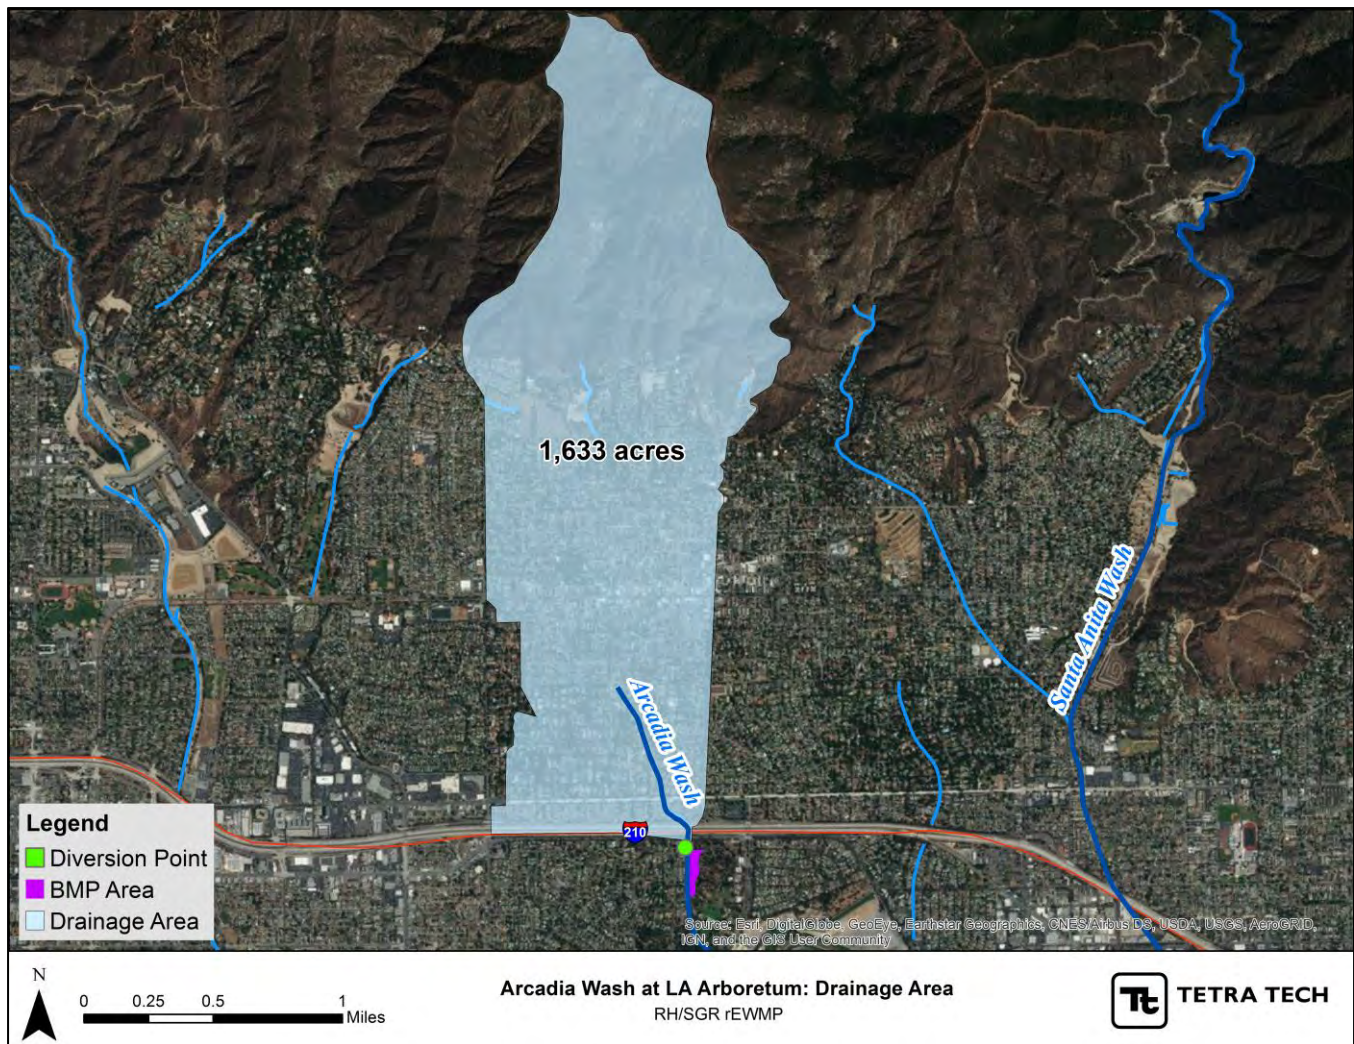 1,633 acres
Santa Anita Wash
Arcadia Wash
210
Legend
Diversion Point
BMP Area
Drainage Area
Source: Esri, DigitalGlobe, GeoEye, Earthstar Geographics, CNES/Airbus DS, USDA, USGS, AeroGRID,
IGN, and the GIS User Community
N
0 0.25 0.5 1
Miles
Arcadia Wash at LA Arboretum: Drainage Area
RH/SGR rEWMP
Tt TETRA TECH